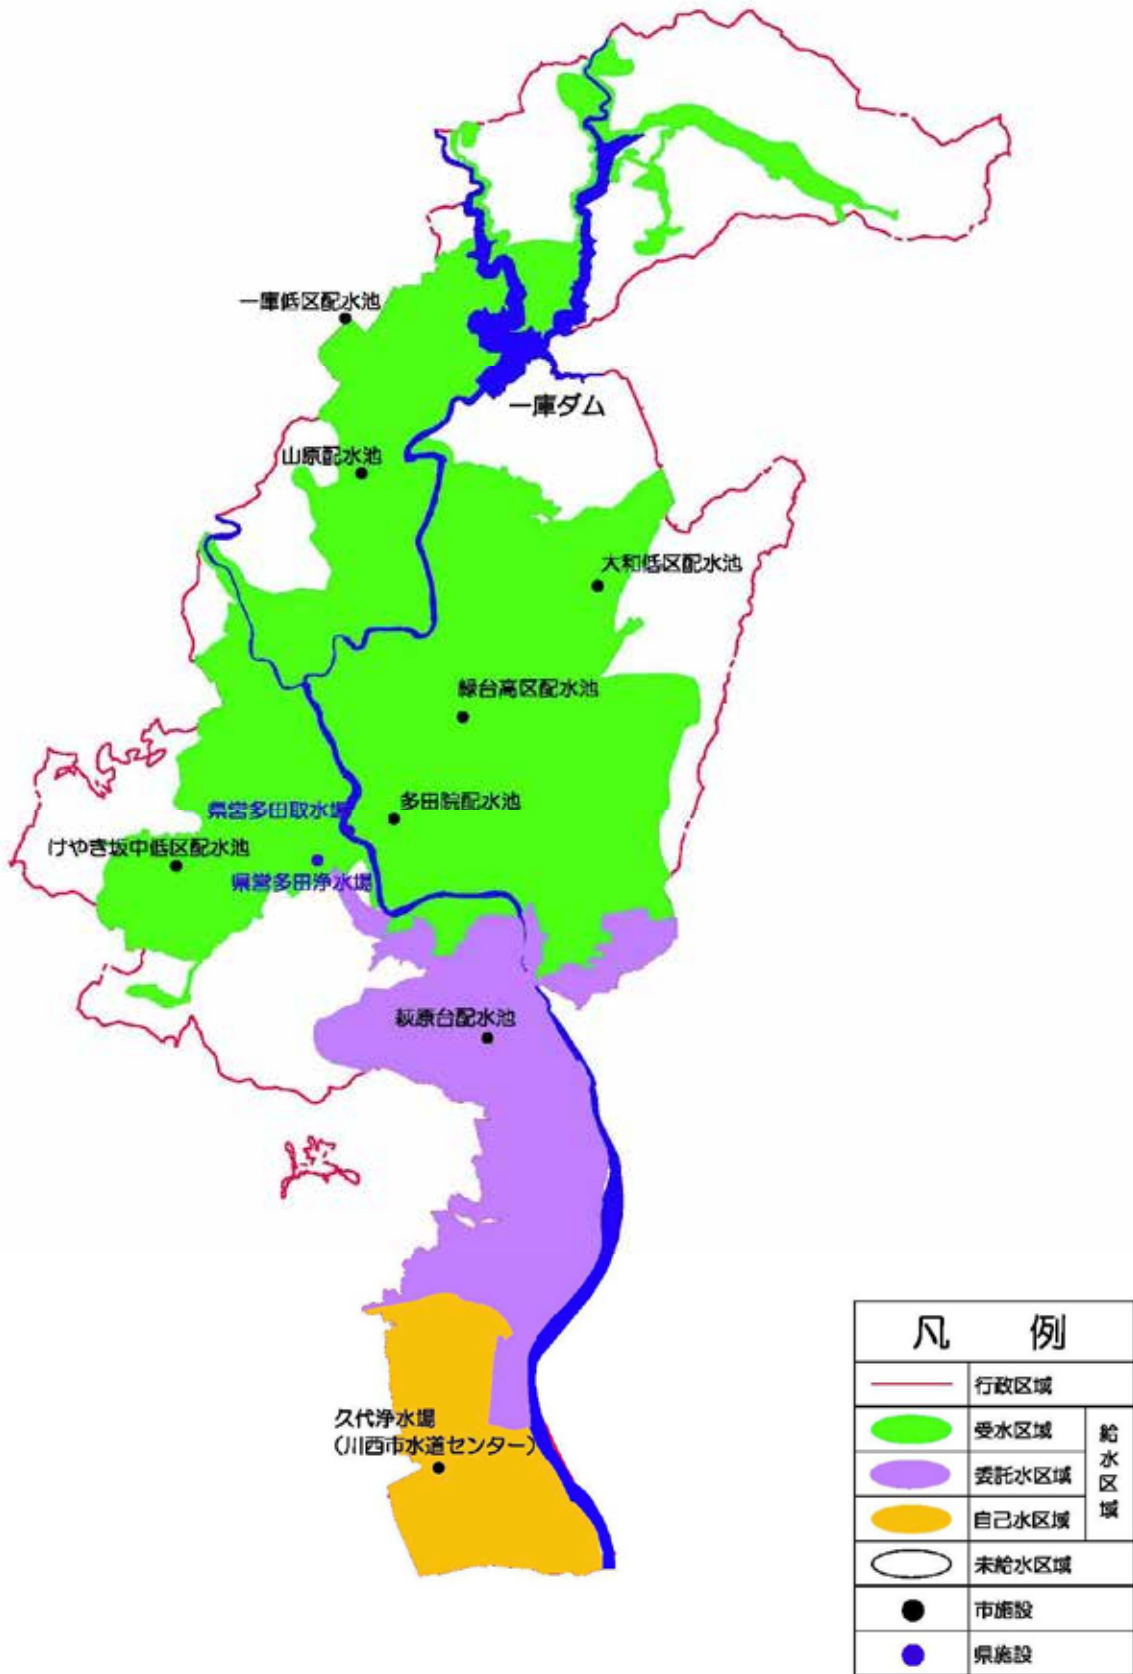 一庫低区配水池
一庫ダム
山原配水池
大和低区配水池
緑台高区配水池
県営多田取水場
多田院配水池
けやき坂中低区配水池
県営多田浄水場
萩原台配水池
久代浄水場
(川西市水道センター)
凡 例
行政区域
受水区域
委託水区域
自己水区域
給水区域
未給水区域
市施設
県施設